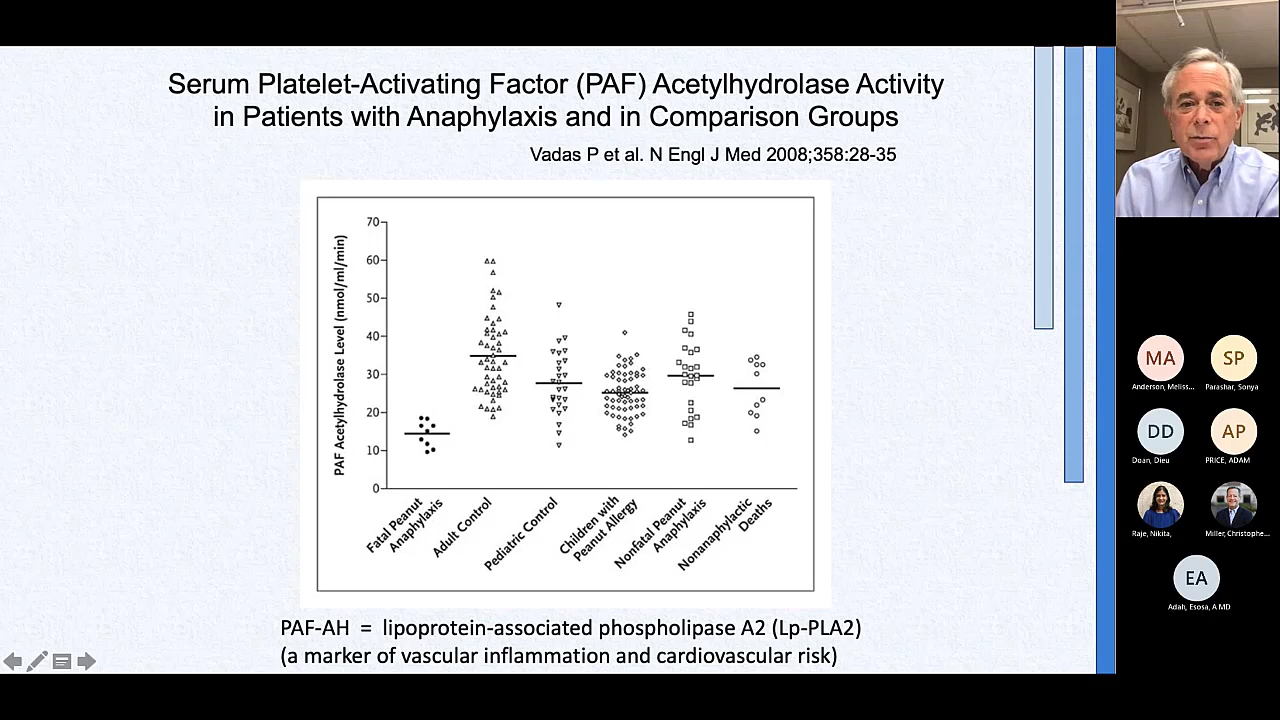 Serum Platelet-Activating Factor (PAF) Acetylhydrolase Activity
in Patients with Anaphylaxis and in Comparison Groups
Vadas P et al. N Engl J Med 2008;358:28-35
PAF Acetylhydrolase Level (nmol/ml/min)
70
60
50
40
30
20
10
0
Fatal Peanut
Anaphylaxis
Adult Control
Pediatric Control
Children with
Peanut Allergy
Nonfatal Peanut
Anaphylaxis
Nonanaphylactic
Deaths
PAF-AH = lipoprotein-associated phospholipase A2 (Lp-PLA2)
(a marker of vascular inflammation and cardiovascular risk)
MA
Anderson, Meliss...
SP
Parashar, Sonya
DD
Doan, Dieu
AP
PRICE, ADAM
Raje, Nikita,
Miller, Christophe...
EA
Adah, Esosa, A MD